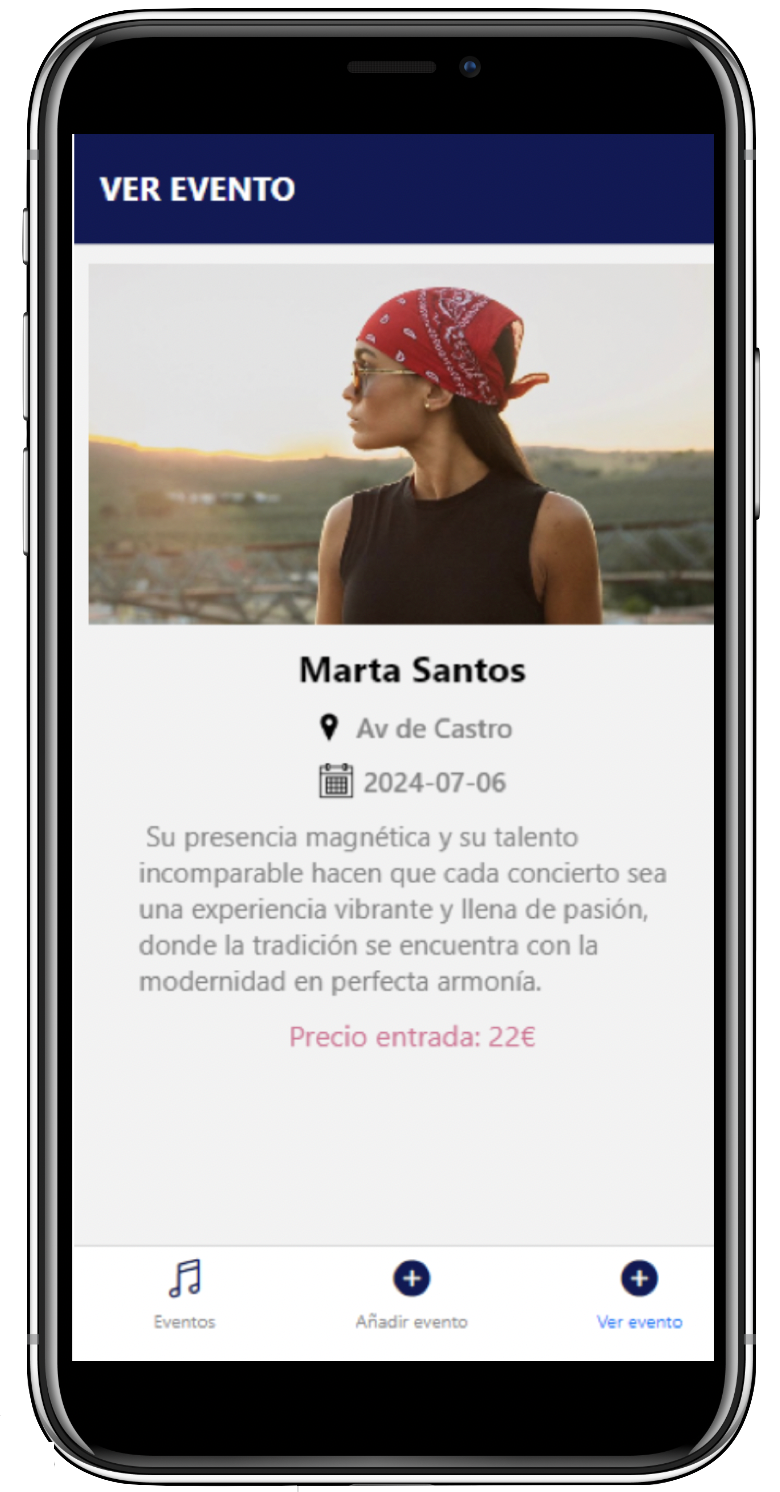 VER EVENTO
Marta Santos
Av de Castro
2024-07-06
Su presencia magnética y su talento
incomparable hacen que cada concierto sea
una experiencia vibrante y llena de pasión,
donde la tradición se encuentra con la
modernidad en perfecta armonía.
Precio entrada: 22€
Eventos
Añadir evento
Ver evento